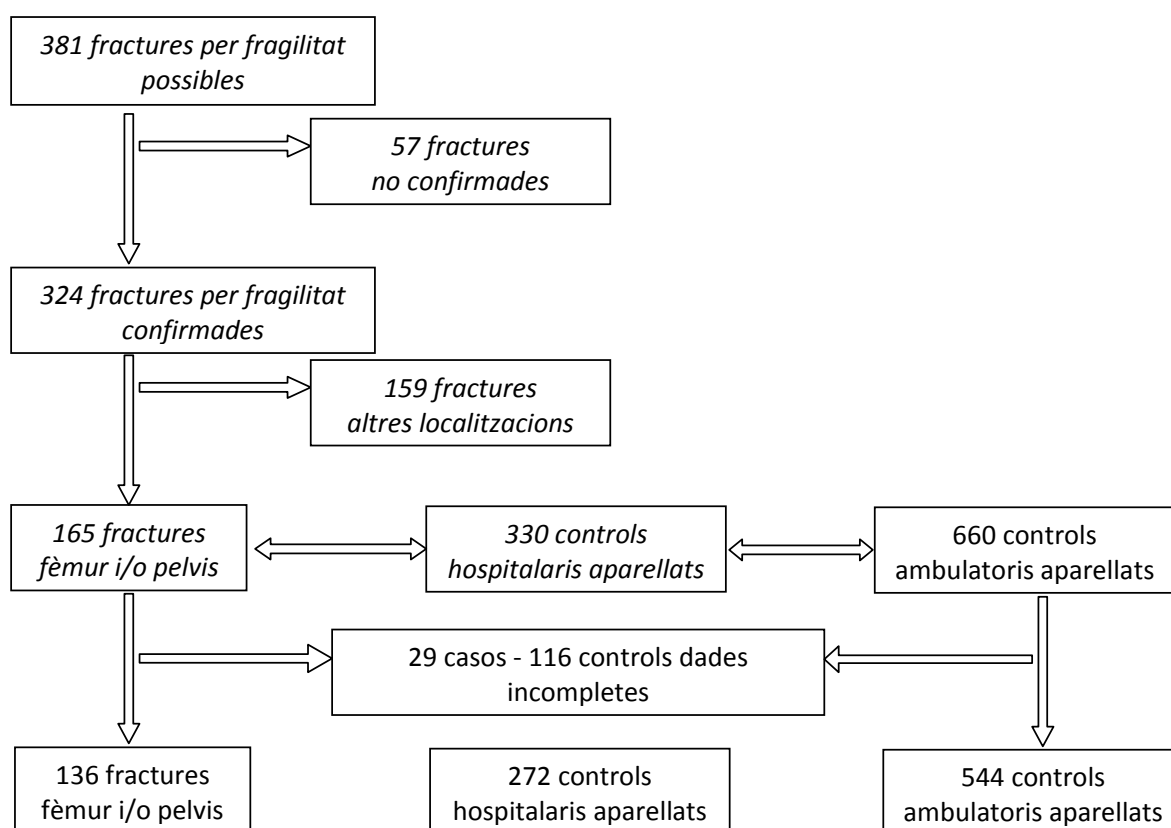 381 fractures per fragilitat
possibles
57 fractures
no confirmades
324 fractures per fragilitat
confirmades
159 fractures
altres localitzacions
165 fractures
fèmur i/o pelvis
330 controls
hospitalaris aparellats
660 controls
ambulatoris aparellats
29 casos - 116 controls dades
incompletes
136 fractures
fèmur i/o pelvis
272 controls
hospitalaris aparellats
544 controls
ambulatoris aparellats